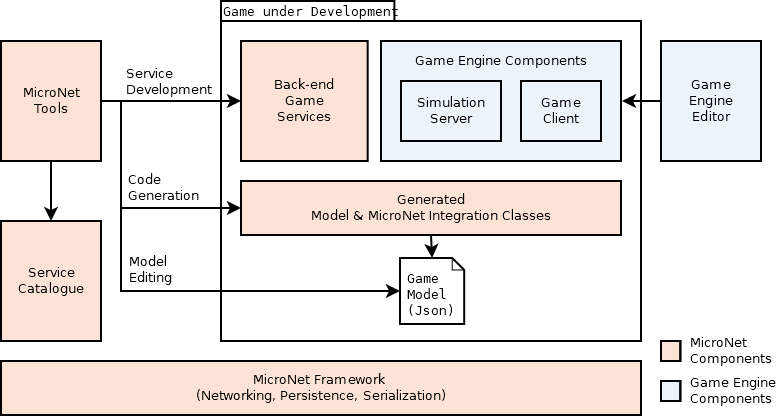 Game under Development
MicroNet
Tools
Service
Development
Back-end
Game
Services
Game Engine Components
Simulation
Server
Game
Client
Game
Engine
Editor
Code
Generation
Generated
Model & MicroNet Integration Classes
Service
Catalogue
Model
Editing
Game
Model
(Json)
MicroNet Framework
(Networking, Persistence, Serialization)
MicroNet
Components
Game Engine
Components